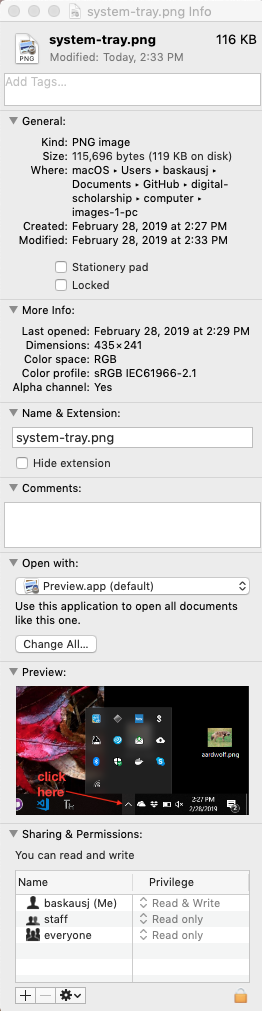 system-tray.png Info
PNG
system-tray.png 116 KB
Modified: Today, 2:33 PM
Add Tags...
General:
Kind: PNG image
Size: 115,696 bytes (119 KB on disk)
Where: macOS ▸ Users ▸ baskausj ▸
Documents ▸ GitHub ▸ digital-
scholarship ▸ computer ▸
images-1-pc
Created: February 28, 2019 at 2:27 PM
Modified: February 28, 2019 at 2:33 PM
Stationery pad
Locked
More Info:
Last opened: February 28, 2019 at 2:29 PM
Dimensions: 435×241
Color space: RGB
Color profile: sRGB IEC61966-2.1
Alpha channel: Yes
Name & Extension:
system-tray.png
Hide extension
Comments:
Open with:
Preview.app (default)
Use this application to open all documents
like this one.
Change All...
Preview:
aardwolf.png
click
here
2:27 PM
2/28/2019
Sharing & Permissions:
You can read and write
Name Privilege
baskausj (Me) Read & Write
staff Read only
everyone Read only